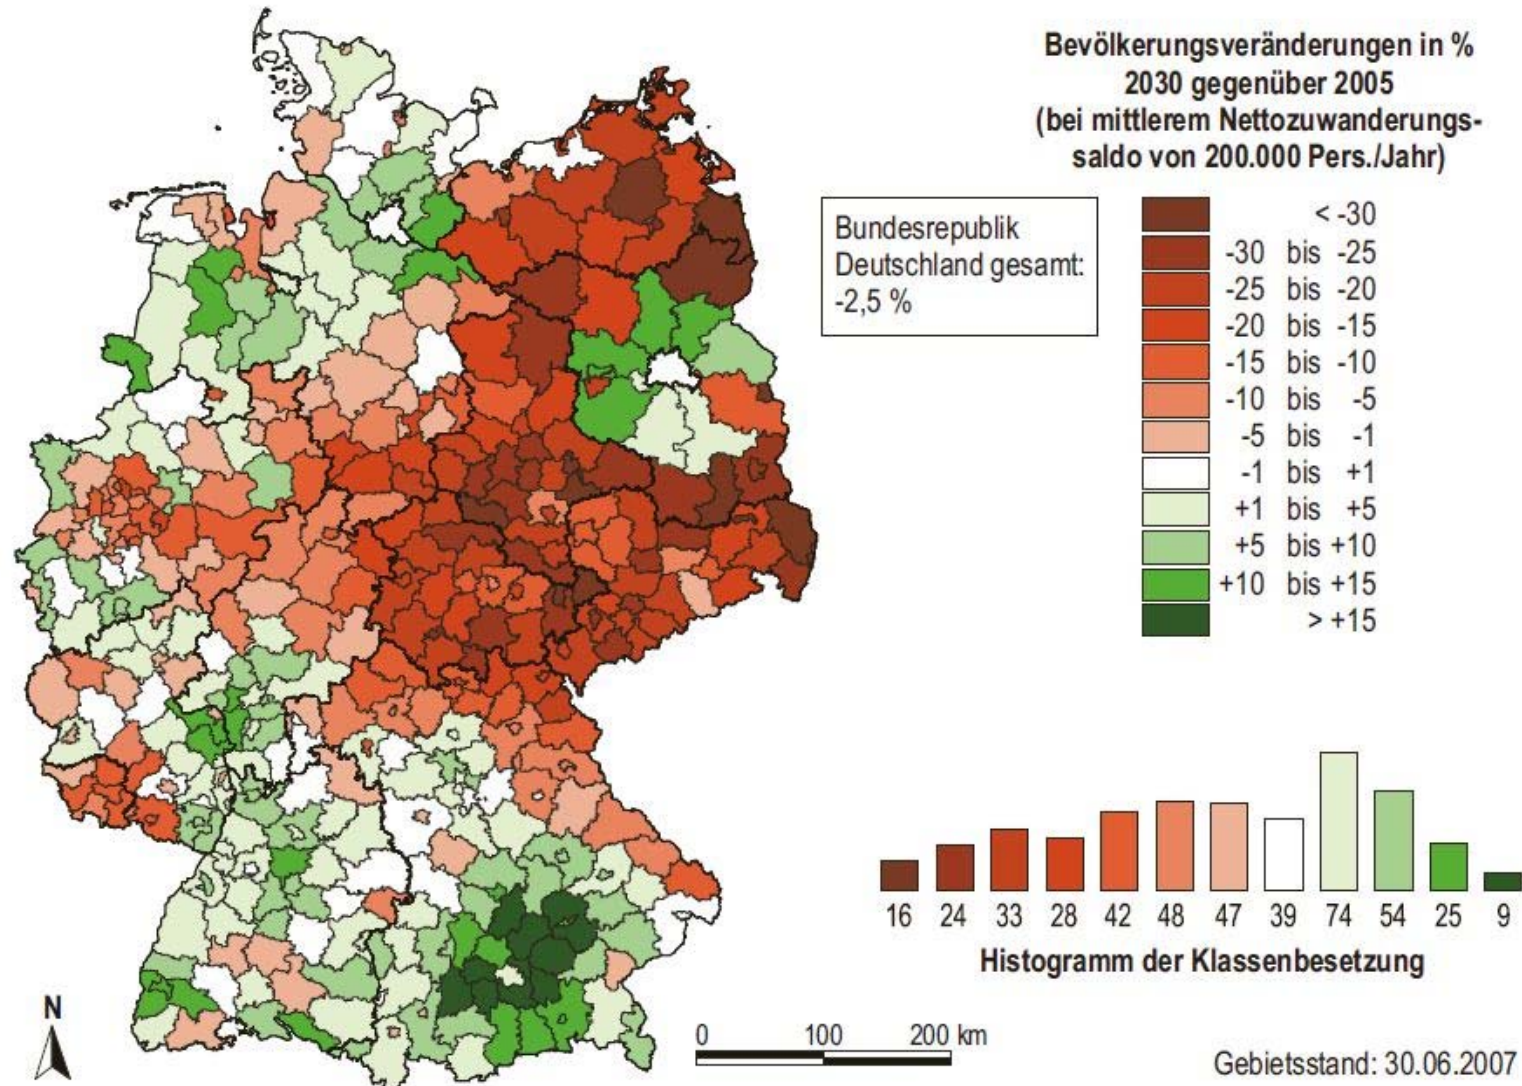 Bevölkerungsveränderungen in %
2030 gegenüber 2005
(bei mittlerem Nettozuwanderungs-
saldo von 200.000 Pers./Jahr)
Bundesrepublik
Deutschland gesamt:
-2,5 %
< -30
-30 bis -25
-25 bis -20
-20 bis -15
-15 bis -10
-10 bis -5
-5 bis -1
-1 bis +1
+1 bis +5
+5 bis +10
+10 bis +15
> +15
16 24 33 28 42 48 47 39 74 54 25 9
Histogramm der Klassenbesetzung
N
0 100 200 km
Gebietsstand: 30.06.2007